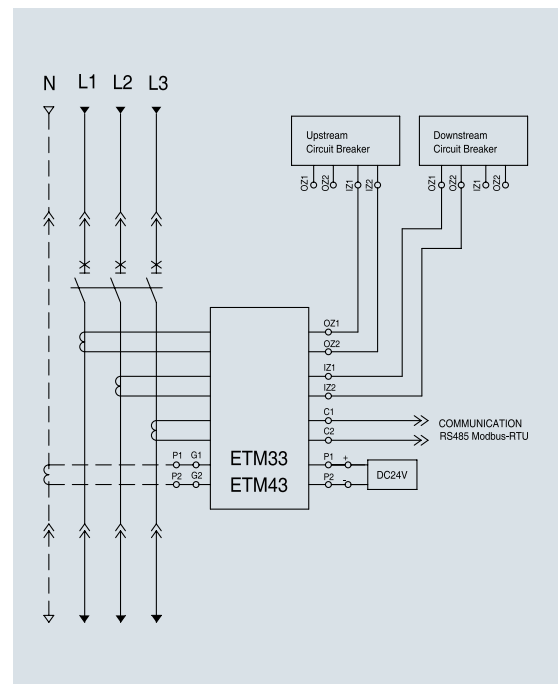 N L1 L2 L3
Upstream
Circuit Breaker
Downstream
Circuit Breaker
OZ1 OZ2 IZ1 IZ2
OZ1 OZ2 IZ1 OZ2
OZ1
OZ2
IZ1
IZ2
C1
C2
COMMUNICATION
RS485 Modbus-RTU
P1 G1
P2 G2
ETM33
ETM43
P1 +
P2 -
DC24V